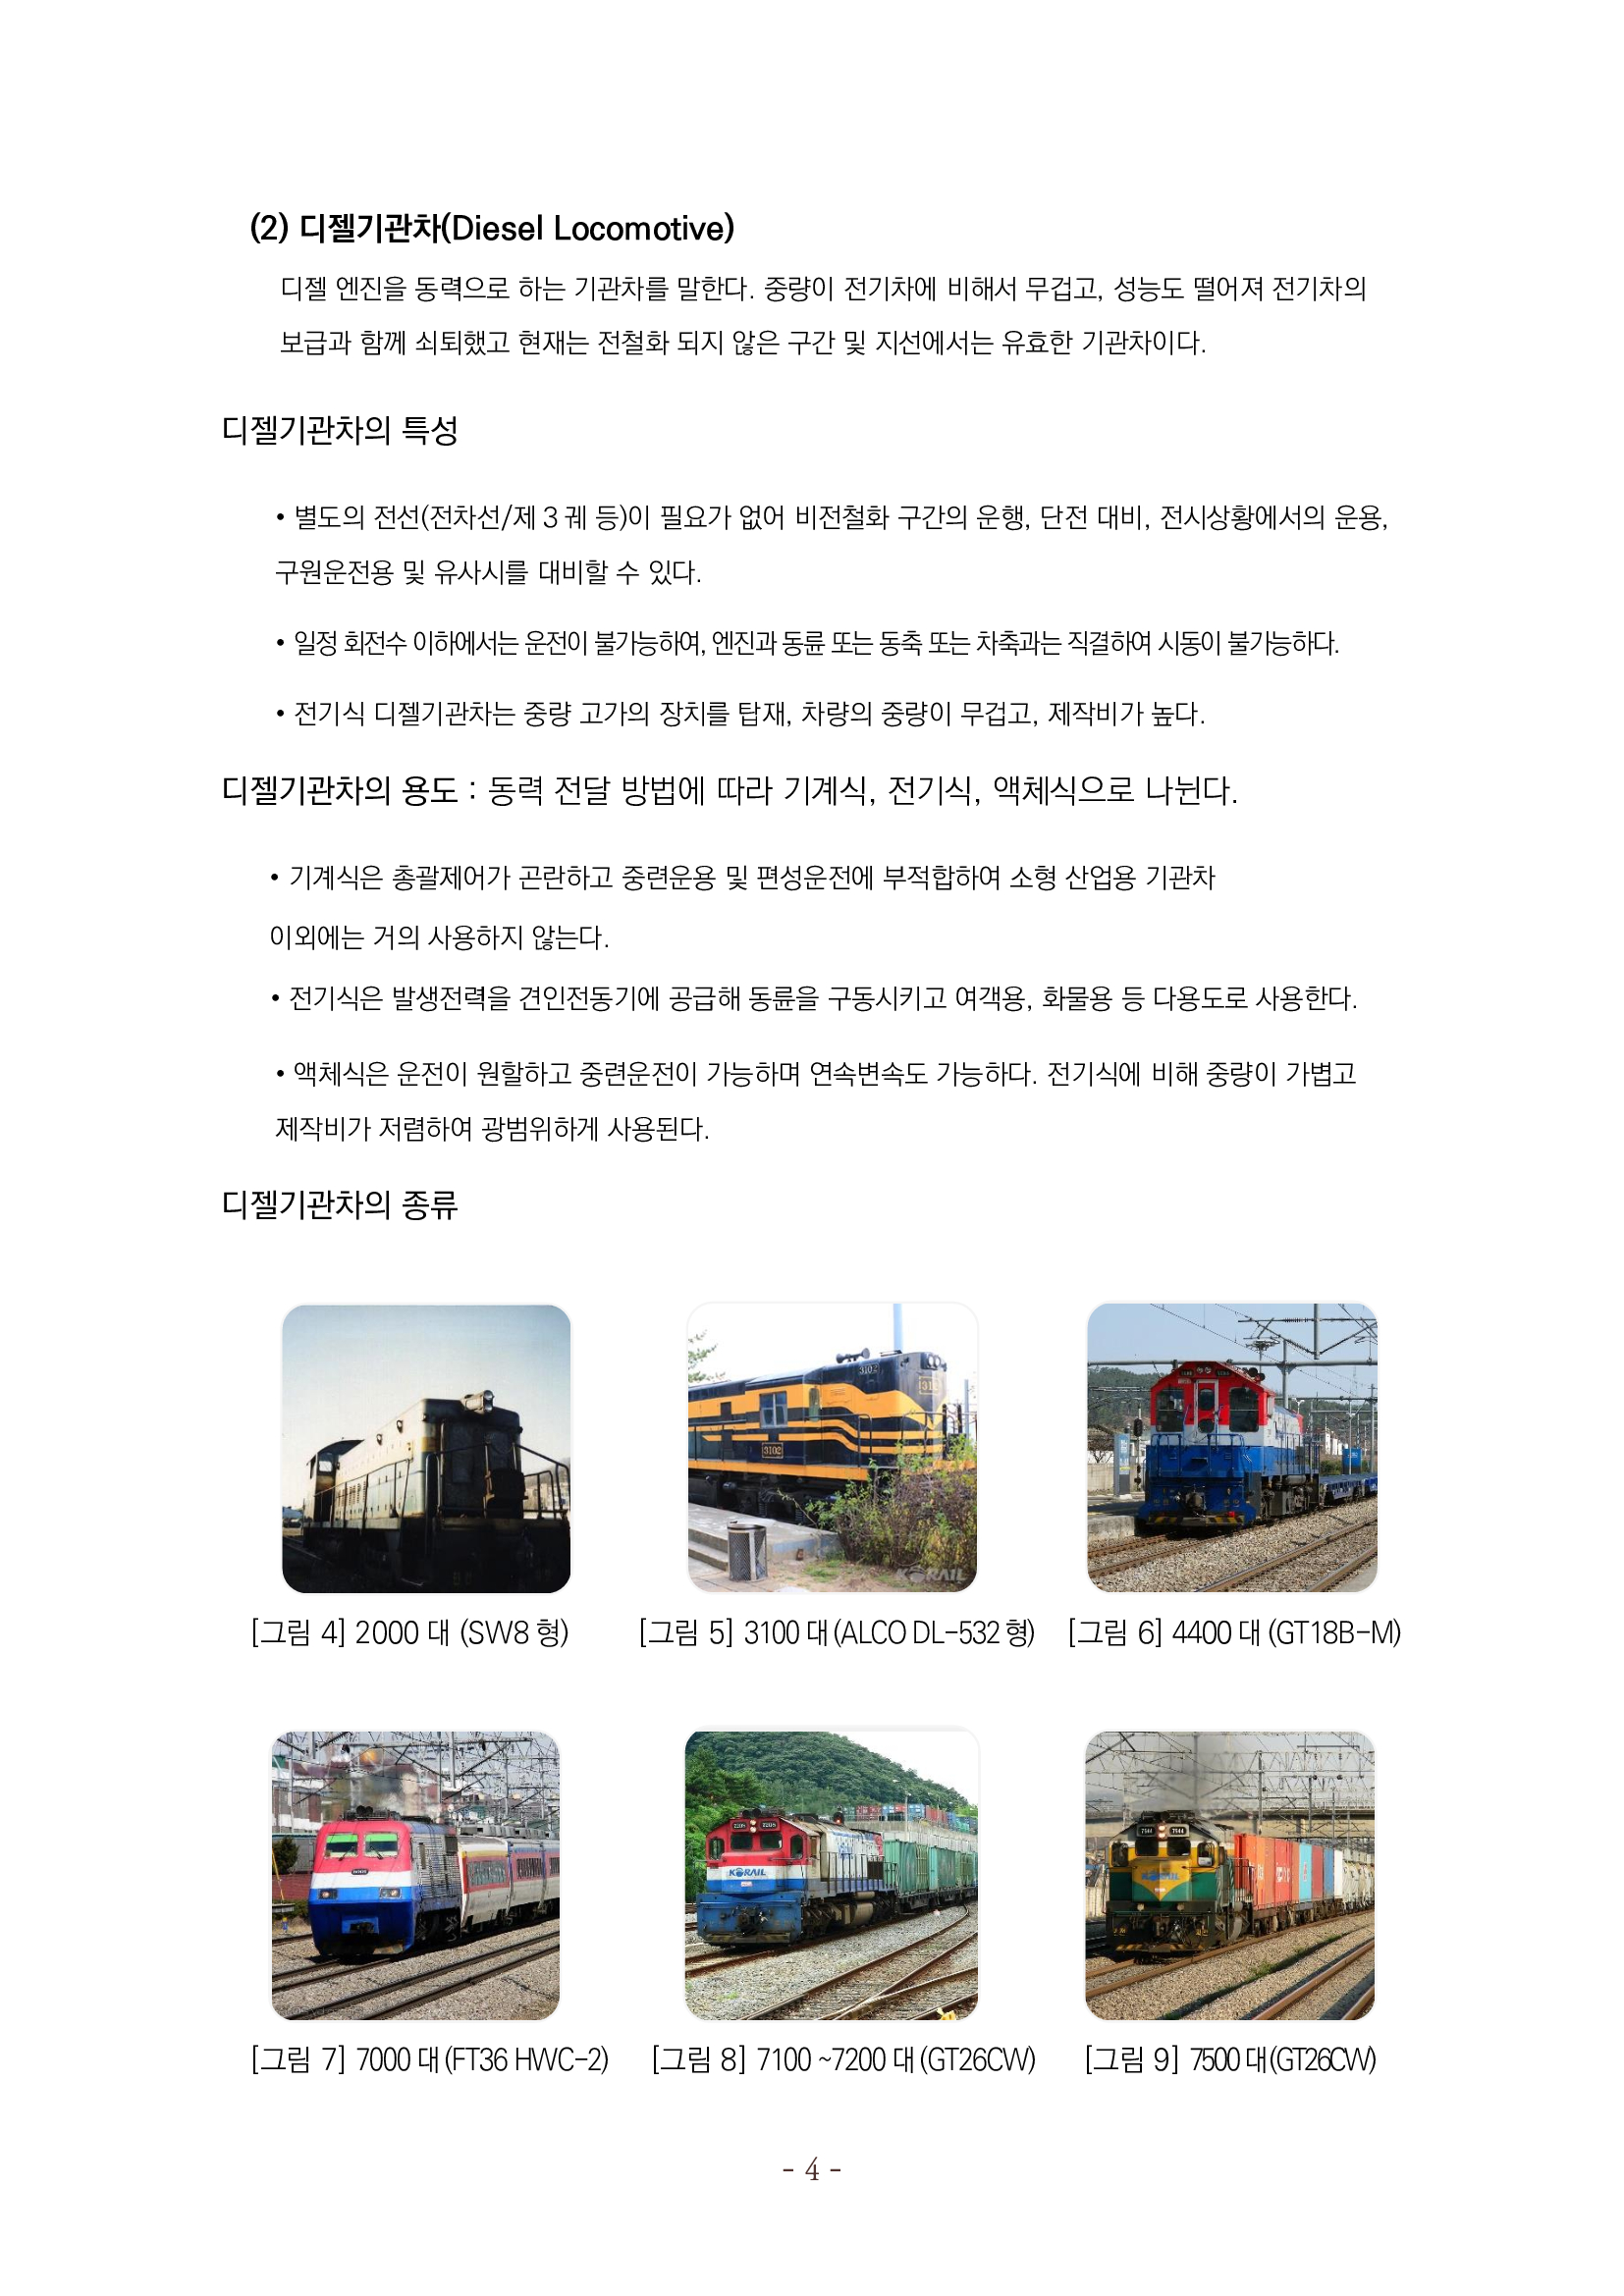 (2) 디젤기관차(Diesel Locomotive)
디젤 엔진을 동력으로 하는 기관차를 말한다. 중량이 전기차에 비해서 무겁고, 성능도 떨어져 전기차의
보급과 함께 쇠퇴했고 현재는 전철화 되지 않은 구간 및 지선에서는 유효한 기관차이다.
디젤기관차의 특성
• 별도의 전선(전차선/제 3 궤 등)이 필요가 없어 비전철화 구간의 운행, 단전 대비, 전시상황에서의 운용,
구원운전용 및 유사시를 대비할 수 있다.
• 일정 회전수 이하에서는 운전이 불가능하여, 엔진과 동륜 또는 동축 또는 차축과는 직결하여 시동이 불가능하다.
• 전기식 디젤기관차는 중량 고가의 장치를 탑재, 차량의 중량이 무겁고, 제작비가 높다.
디젤기관차의 용도 : 동력 전달 방법에 따라 기계식, 전기식, 액체식으로 나뉜다.
• 기계식은 총괄제어가 곤란하고 중련운용 및 편성운전에 부적합하여 소형 산업용 기관차
이외에는 거의 사용하지 않는다.
• 전기식은 발생전력을 견인전동기에 공급해 동륜을 구동시키고 여객용, 화물용 등 다용도로 사용한다.
• 액체식은 운전이 원할하고 중련운전이 가능하며 연속변속도 가능하다. 전기식에 비해 중량이 가볍고
제작비가 저렴하여 광범위하게 사용된다.
디젤기관차의 종류
3102
3102
KORAIL
[그림 4] 2000 대 (SW8 형)
[그림 5] 3100 대 (ALCO DL-532 형)
[그림 6] 4400 대 (GT18B-M)
KORAIL
7544 7544
KORAIL
[그림 7] 7000 대 (FT36 HWC-2)
[그림 8] 7100 ~7200 대 (GT26CW)
[그림 9] 7500 대(GT26CW)
- 4 -